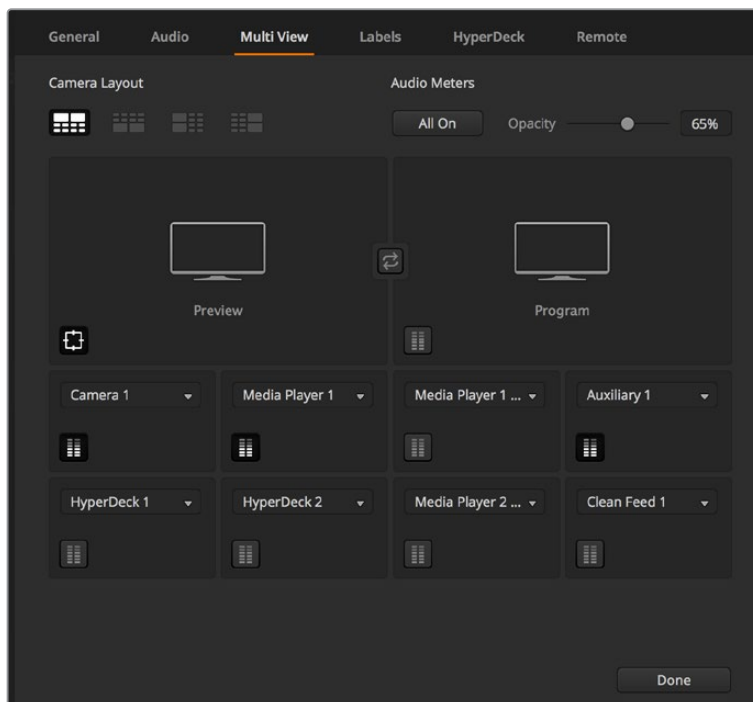 General Audio Multi View Labels HyperDeck Remote
Camera Layout Audio Meters
All On Opacity 65%
Preview Program
Camera 1 Media Player 1 Media Player 1 ... Auxiliary 1
HyperDeck 1 HyperDeck 2 Media Player 2 ... Clean Feed 1
Done